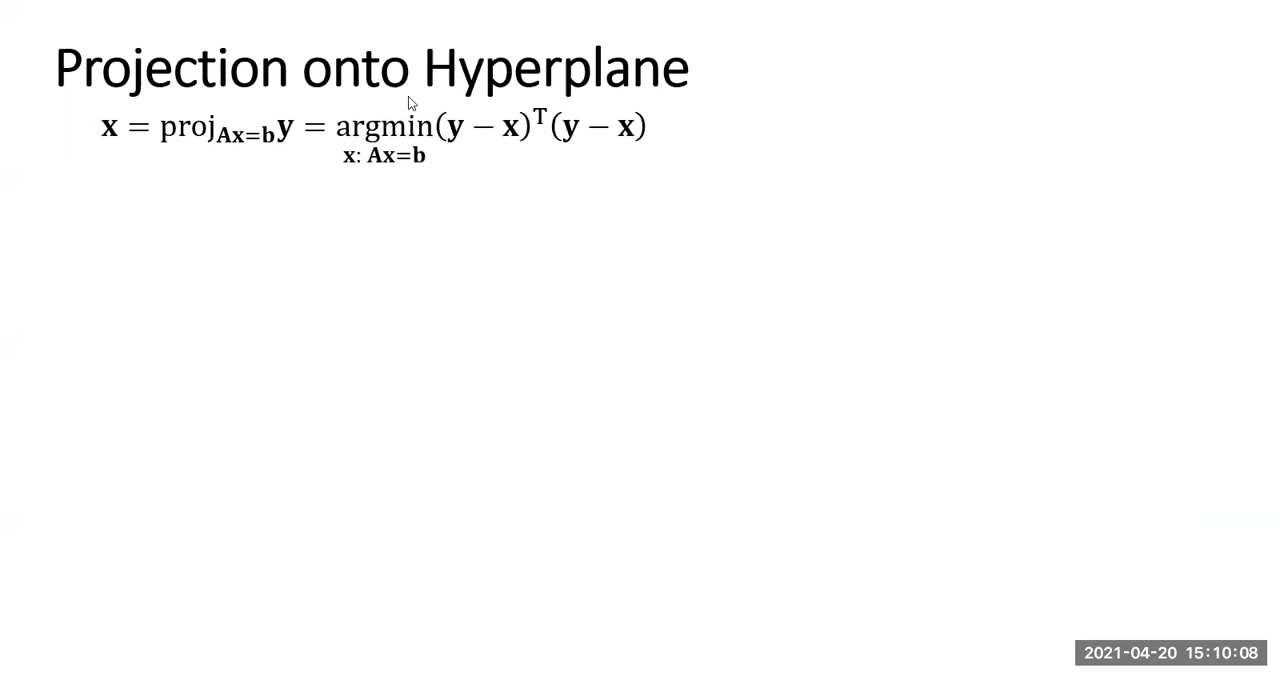 Projection onto Hyperplane
𝐱 = proj_{𝐀𝐱=𝐛}𝐲 = argmin(𝐲 − 𝐱)ᵀ(𝐲 − 𝐱)
𝐱: 𝐀𝐱=𝐛
2021-04-20 15:10:08